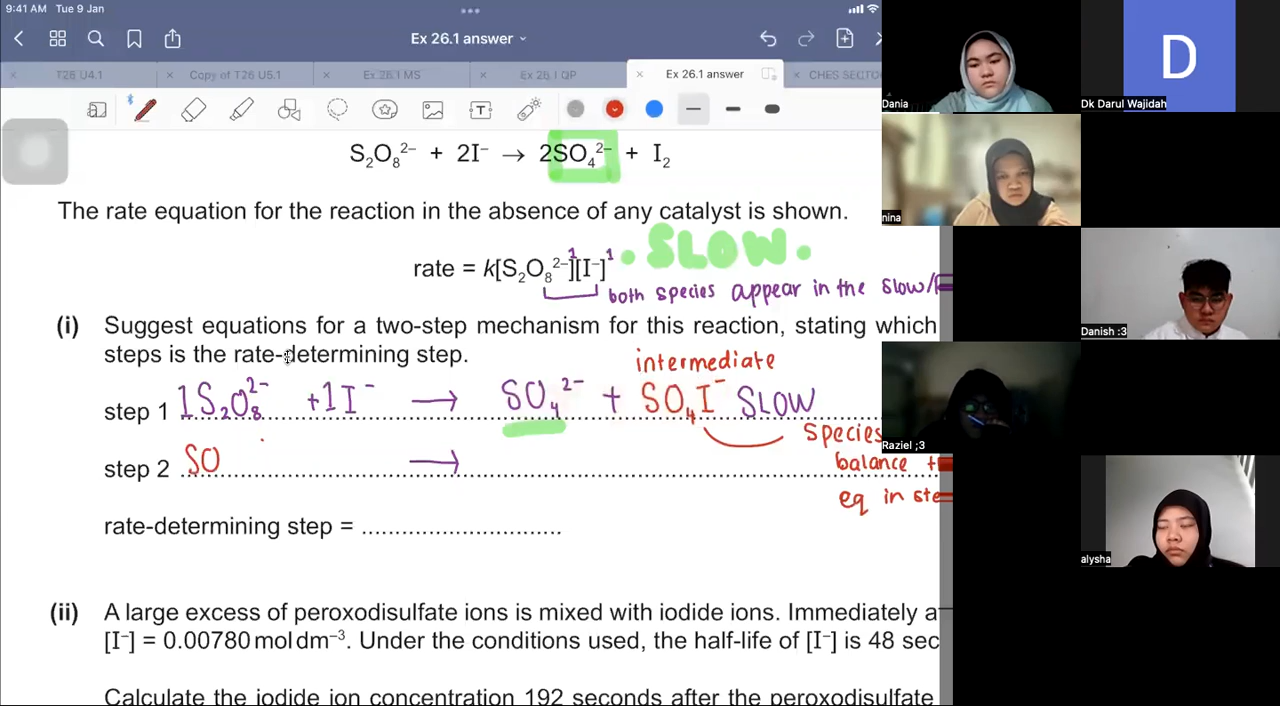 9:41 AM Tue 9 Jan
Ex 26.1 answer
T26 U4.1
Copy of T26 U5.1
Ex 26.1 MS
Ex 26.1 QP
Ex 26.1 answer
CHES SECTIO
S₂O₈²⁻ + 2I⁻ → 2SO₄²⁻ + I₂
The rate equation for the reaction in the absence of any catalyst is shown.
• SLOW •
rate = k[S₂O₈²⁻]¹[I⁻]¹
both species appear in the slow/
(i) Suggest equations for a two-step mechanism for this reaction, stating which
steps is the rate-determining step.
intermediate
step 1 1S₂O₈²⁻ + 1I⁻ → SO₄²⁻ + SO₄I⁻ SLOW
species
step 2 SO →
balance
eq in ste
rate-determining step =
(ii) A large excess of peroxodisulfate ions is mixed with iodide ions. Immediately a
[I⁻] = 0.00780 mol dm⁻³. Under the conditions used, the half-life of [I⁻] is 48 sec
Calculate the iodide ion concentration 192 seconds after the peroxodisulfate
Dania
D
Dk Darul Wajidah
nina
Danish :3
Raziel ;3
alysha